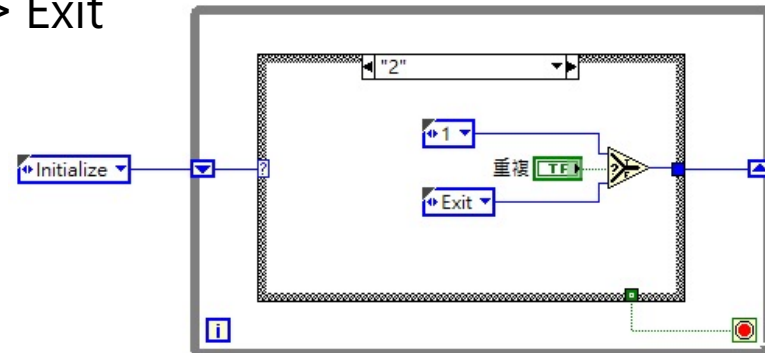 > Exit
"2"
1
重複 TF
Initialize
?
?
T
F
Exit
i